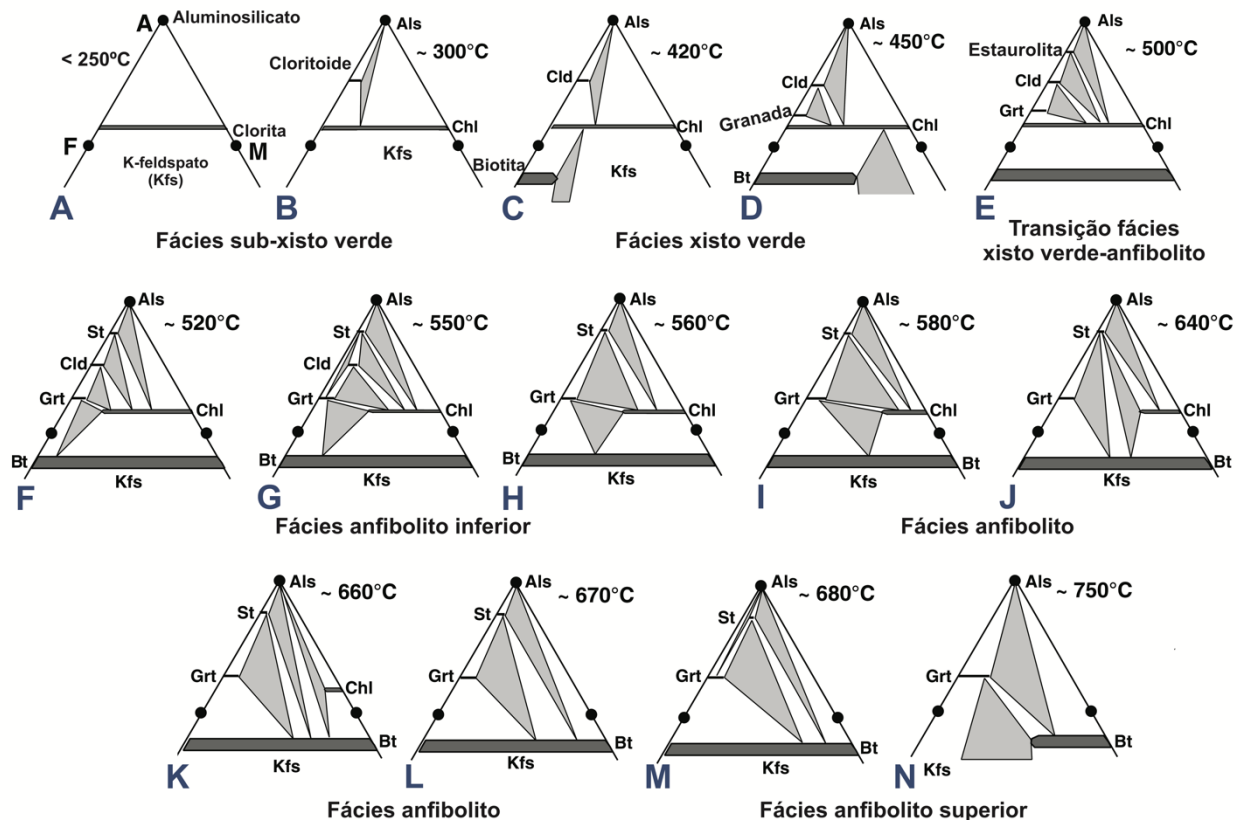 A Aluminosilicato
< 250ºC
Clorita
F
M
K-feldspato
(Kfs)
A
Als
~ 300°C
Cloritoide
Chl
Kfs
B
Fácies sub-xisto verde
Als
~ 420°C
Cld
Chl
Biotita
Kfs
C
Als
~ 450°C
Cld
Granada
Chl
Bt
D
Fácies xisto verde
Als
~ 500°C
Estaurolita
Cld
Grt
Chl
E
Transição fácies
xisto verde-anfibolito
Als
~ 520°C
St
Cld
Grt
Chl
Bt
Kfs
F
Als
~ 550°C
St
Cld
Grt
Chl
Bt
Kfs
G
Als
~ 560°C
St
Grt
Chl
Bt
Kfs
H
Fácies anfibolito inferior
Als
~ 580°C
St
Grt
Chl
Bt
Kfs
I
Als
~ 640°C
St
Grt
Chl
Bt
Kfs
J
Fácies anfibolito
Als
~ 660°C
St
Grt
Chl
Bt
Kfs
K
Als
~ 670°C
St
Grt
Bt
Kfs
L
Fácies anfibolito
Als
~ 680°C
St
Grt
Bt
Kfs
M
Als
~ 750°C
Grt
Bt
Kfs
N
Fácies anfibolito superior